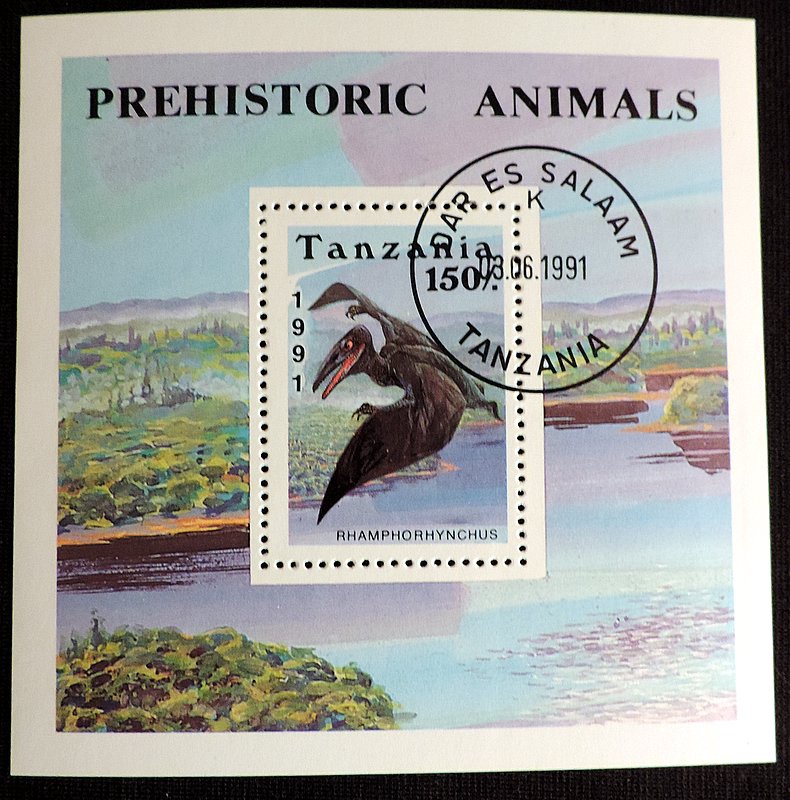 PREHISTORIC ANIMALS
DAR ES SALAAM
K
03.06.1991
TANZANIA
Tanzania
150/-
1991
RHAMPHORHYNCHUS